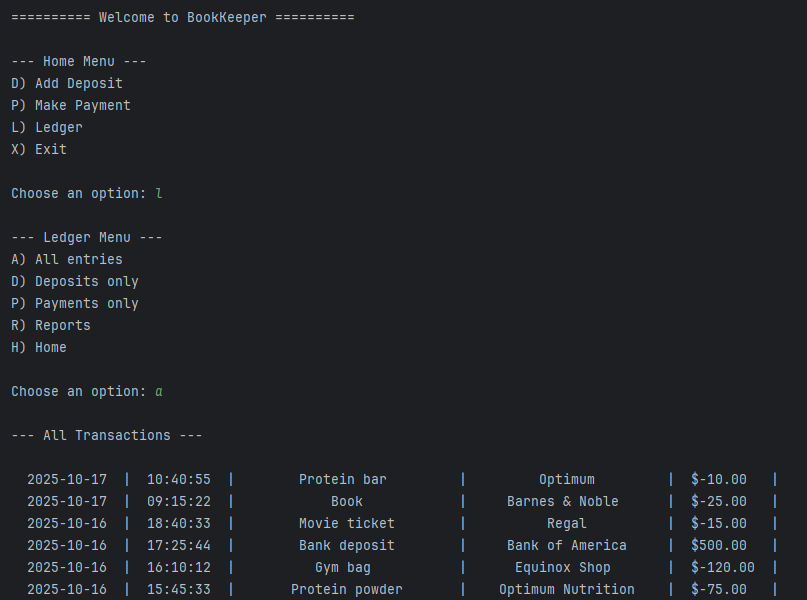 ========== Welcome to BookKeeper ==========
--- Home Menu ---
D) Add Deposit
P) Make Payment
L) Ledger
X) Exit
Choose an option: l
--- Ledger Menu ---
A) All entries
D) Deposits only
P) Payments only
R) Reports
H) Home
Choose an option: a
--- All Transactions ---
2025-10-17 | 10:40:55 | Protein bar | Optimum | $-10.00 |
2025-10-17 | 09:15:22 | Book | Barnes & Noble | $-25.00 |
2025-10-16 | 18:40:33 | Movie ticket | Regal | $-15.00 |
2025-10-16 | 17:25:44 | Bank deposit | Bank of America | $500.00 |
2025-10-16 | 16:10:12 | Gym bag | Equinox Shop | $-120.00 |
2025-10-16 | 15:45:33 | Protein powder | Optimum Nutrition | $-75.00 |